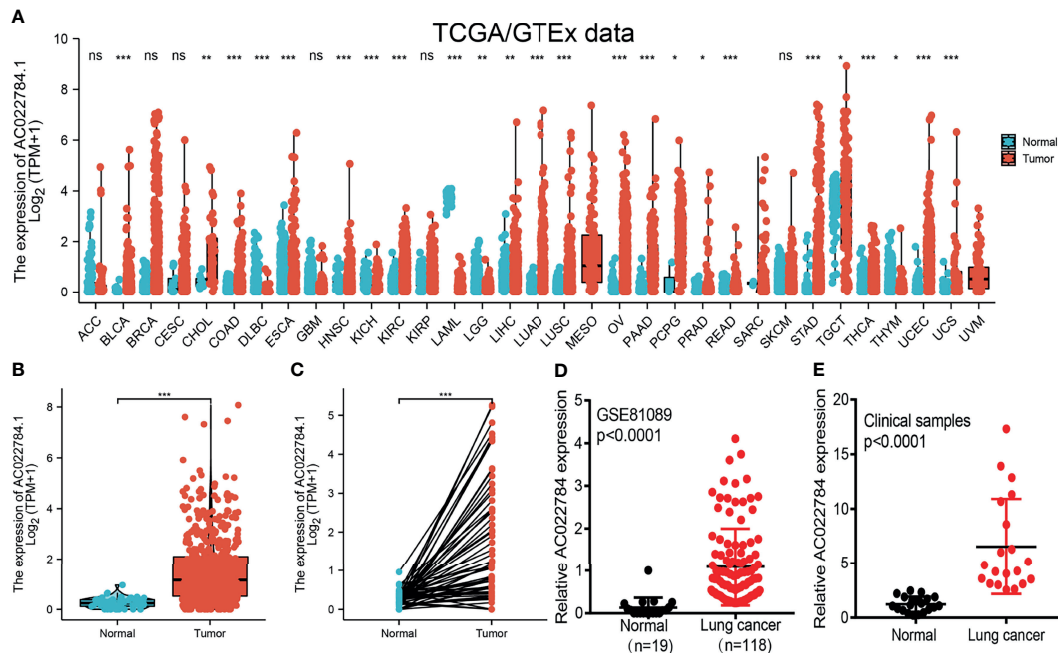 A
TCGA/GTEx data
The expression of AC022784.1
Log2 (TPM+1)
10
8
6
4
2
0
ns *** ns ns ** *** *** *** ns *** *** *** ns *** ** ** *** *** *** *** * * *** ns *** * *** * *** ***
Normal
Tumor
ACC BLCA BRCA CESC CHOL COAD DLBC ESCA GBM HNSC KICH KIRC KIRP LAML LGG LIHC LUAD LUSC MESO OV PAAD PCPG PRAD READ SARC SKCM STAD TGCT THCA THYM UCEC UCS UVM
B
The expression of AC022784.1
Log2 (TPM+1)
8
6
4
2
0
***
Normal Tumor
C
The expression of AC022784.1
Log2 (TPM+1)
5
4
3
2
1
0
***
Normal Tumor
D
Relative AC022784 expression
5
4
3
2
1
0
GSE81089
p<0.0001
Normal Lung cancer
(n=19) (n=118)
E
Relative AC022784 expression
20
15
10
5
0
Clinical samples
p<0.0001
Normal Lung cancer